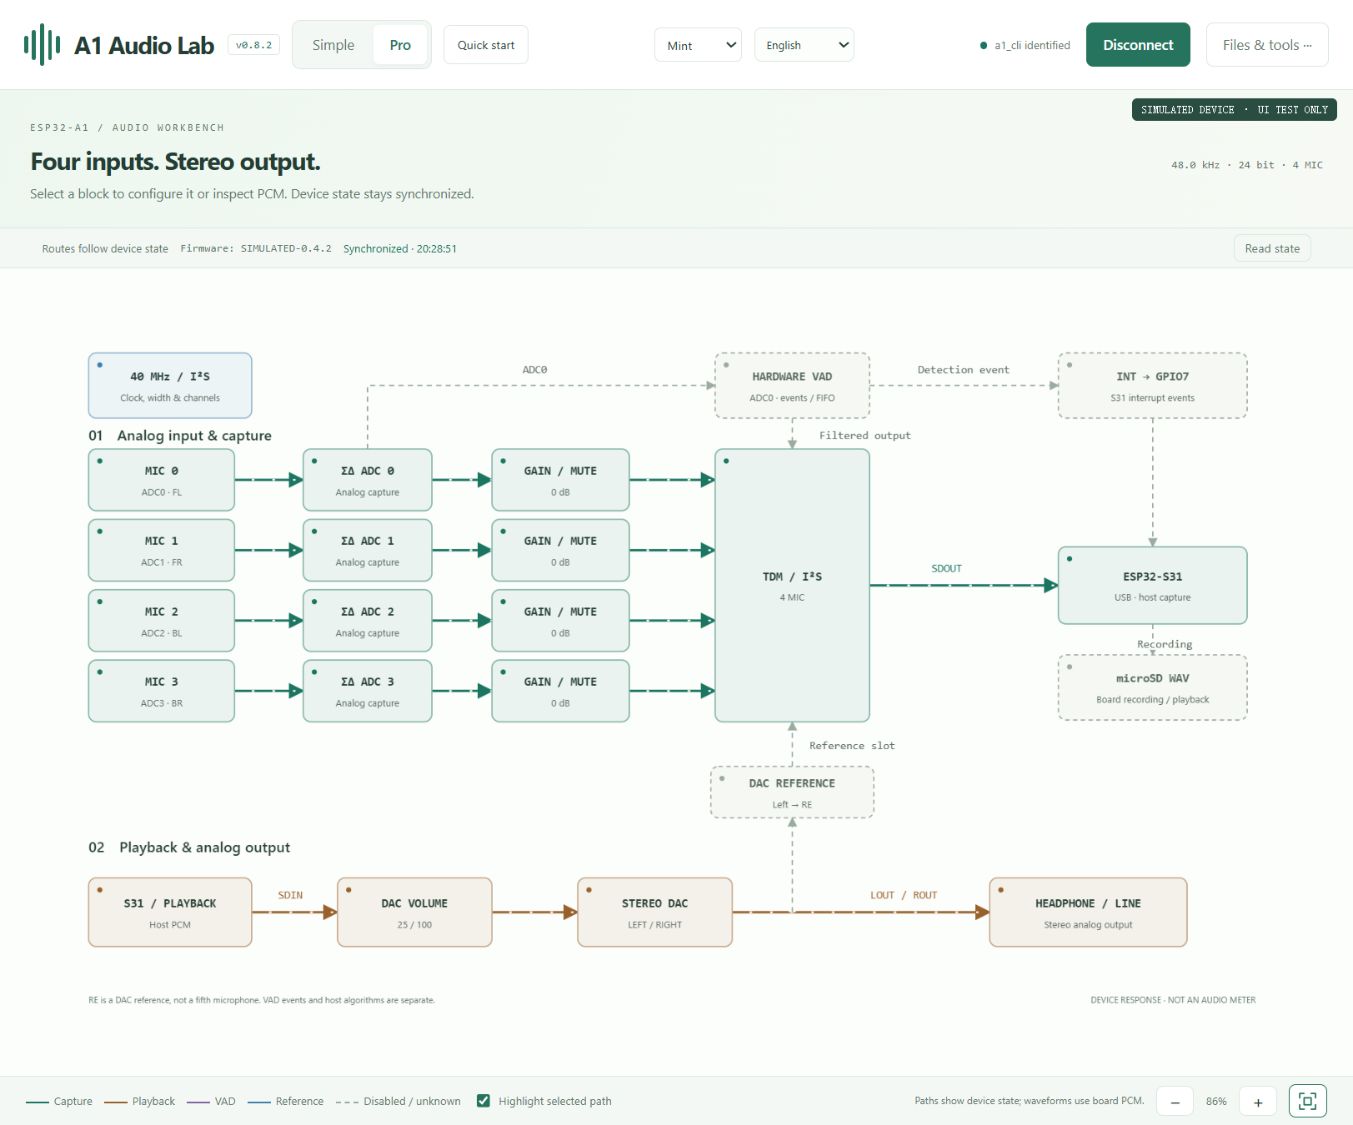 A1 Audio Lab
v0.8.2
Simple
Pro
Quick start
Mint
English
a1_cli identified
Disconnect
Files & tools ···
SIMULATED DEVICE · UI TEST ONLY
ESP32-A1 / AUDIO WORKBENCH
Four inputs. Stereo output.
48.0 kHz · 24 bit · 4 MIC
Select a block to configure it or inspect PCM. Device state stays synchronized.
Routes follow device state
Firmware: SIMULATED-0.4.2
Synchronized · 20:28:51
Read state
40 MHz / I²S
Clock, width & channels
ADC0
HARDWARE VAD
ADC0 · events / FIFO
Detection event
INT → GPIO7
S31 interrupt events
01 Analog input & capture
Filtered output
MIC 0
ADC0 · FL
ΣΔ ADC 0
Analog capture
GAIN / MUTE
0 dB
MIC 1
ADC1 · FR
ΣΔ ADC 1
Analog capture
GAIN / MUTE
0 dB
MIC 2
ADC2 · BL
ΣΔ ADC 2
Analog capture
GAIN / MUTE
0 dB
MIC 3
ADC3 · BR
ΣΔ ADC 3
Analog capture
GAIN / MUTE
0 dB
TDM / I²S
4 MIC
SDOUT
ESP32-S31
USB · host capture
Recording
microSD WAV
Board recording / playback
Reference slot
DAC REFERENCE
Left → RE
02 Playback & analog output
S31 / PLAYBACK
Host PCM
SDIN
DAC VOLUME
25 / 100
STEREO DAC
LEFT / RIGHT
LOUT / ROUT
HEADPHONE / LINE
Stereo analog output
RE is a DAC reference, not a fifth microphone. VAD events and host algorithms are separate.
DEVICE RESPONSE · NOT AN AUDIO METER
Capture
Playback
VAD
Reference
Disabled / unknown
Highlight selected path
Paths show device state; waveforms use board PCM.
−
86%
+